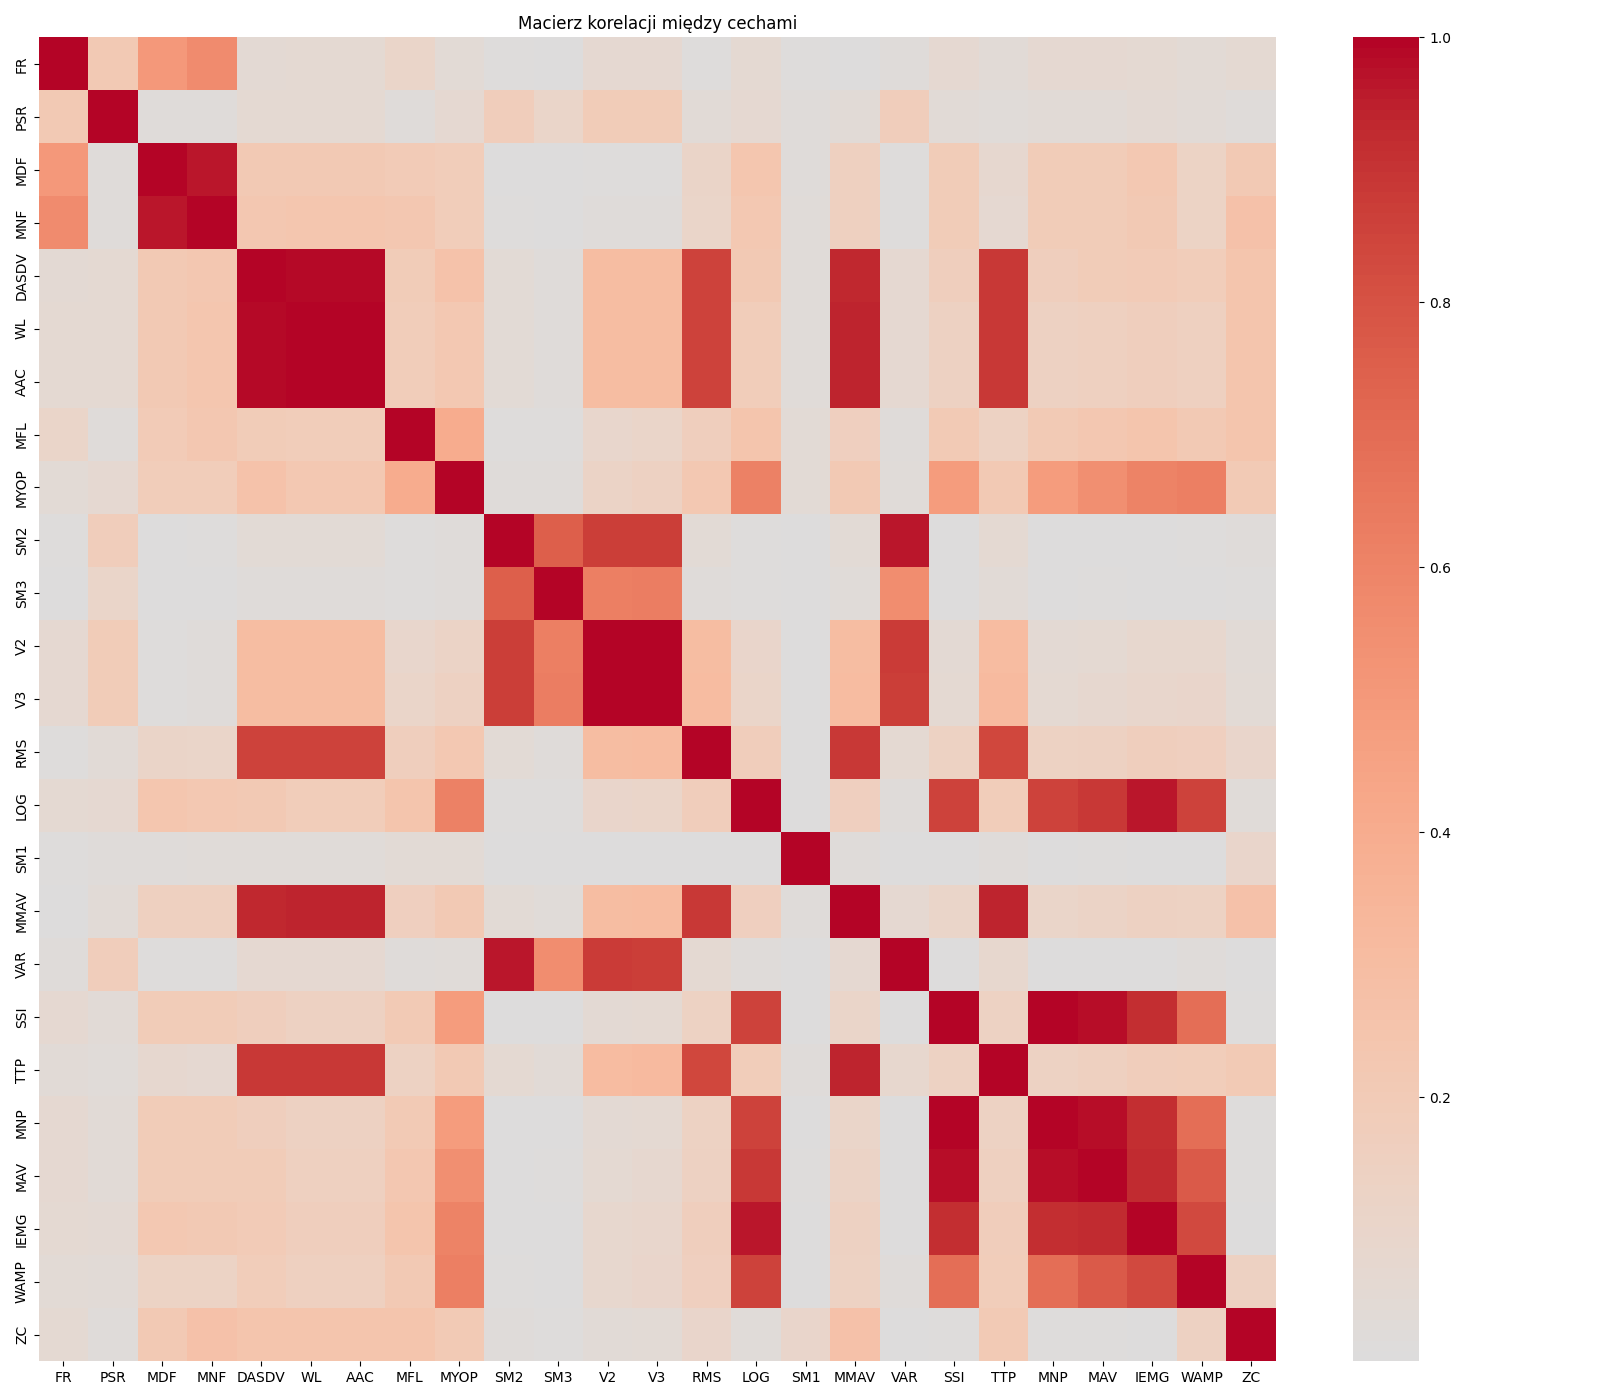 Macierz korelacji między cechami
FR
PSR
MDF
MNF
DASDV
WL
AAC
MFL
MYOP
SM2
SM3
V2
V3
RMS
LOG
SM1
MMAV
VAR
SSI
TTP
MNP
MAV
IEMG
WAMP
ZC
FR PSR MDF MNF DASDV WL AAC MFL MYOP SM2 SM3 V2 V3 RMS LOG SM1 MMAV VAR SSI TTP MNP MAV IEMG WAMP ZC
1.0
0.8
0.6
0.4
0.2